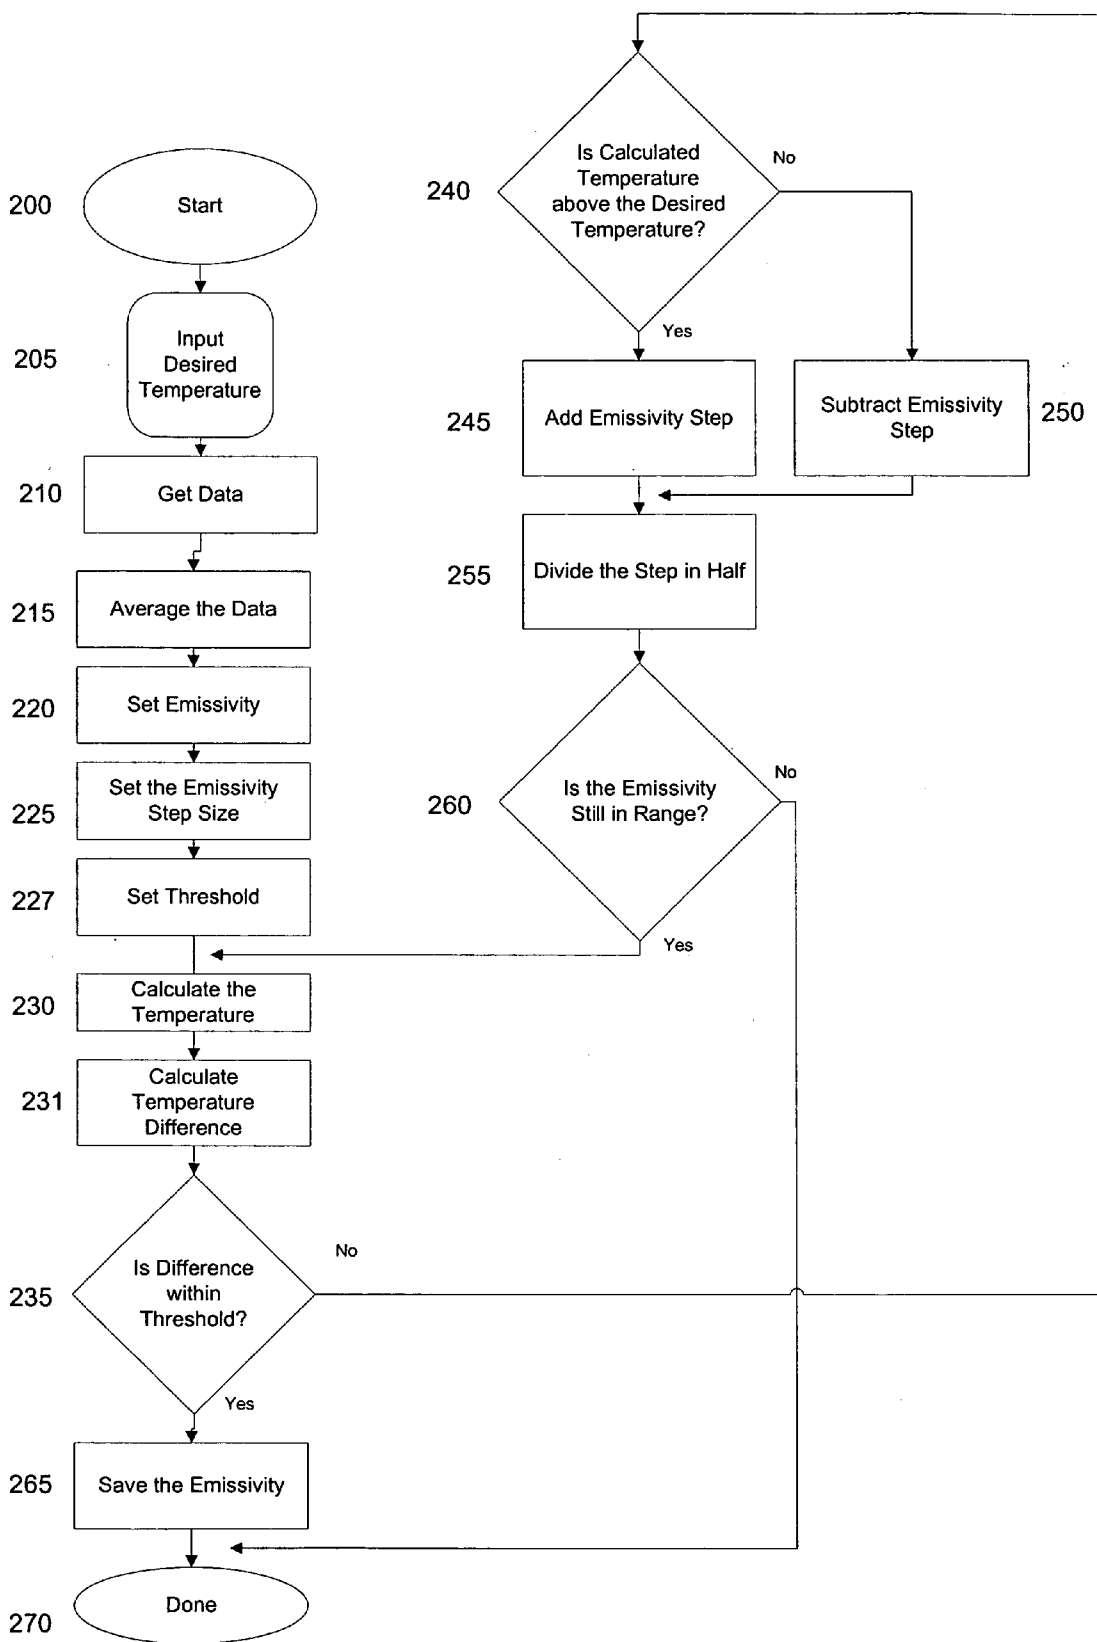 200
Start
205
Input
Desired
Temperature
210
Get Data
215
Average the Data
220
Set Emissivity
225
Set the Emissivity
Step Size
227
Set Threshold
230
Calculate the
Temperature
231
Calculate
Temperature
Difference
235
Is Difference
within
Threshold?
No
Yes
265
Save the Emissivity
270
Done
240
Is Calculated
Temperature
above the Desired
Temperature?
No
Yes
245
Add Emissivity Step
Subtract Emissivity
Step
250
255
Divide the Step in Half
260
Is the Emissivity
Still in Range?
No
Yes